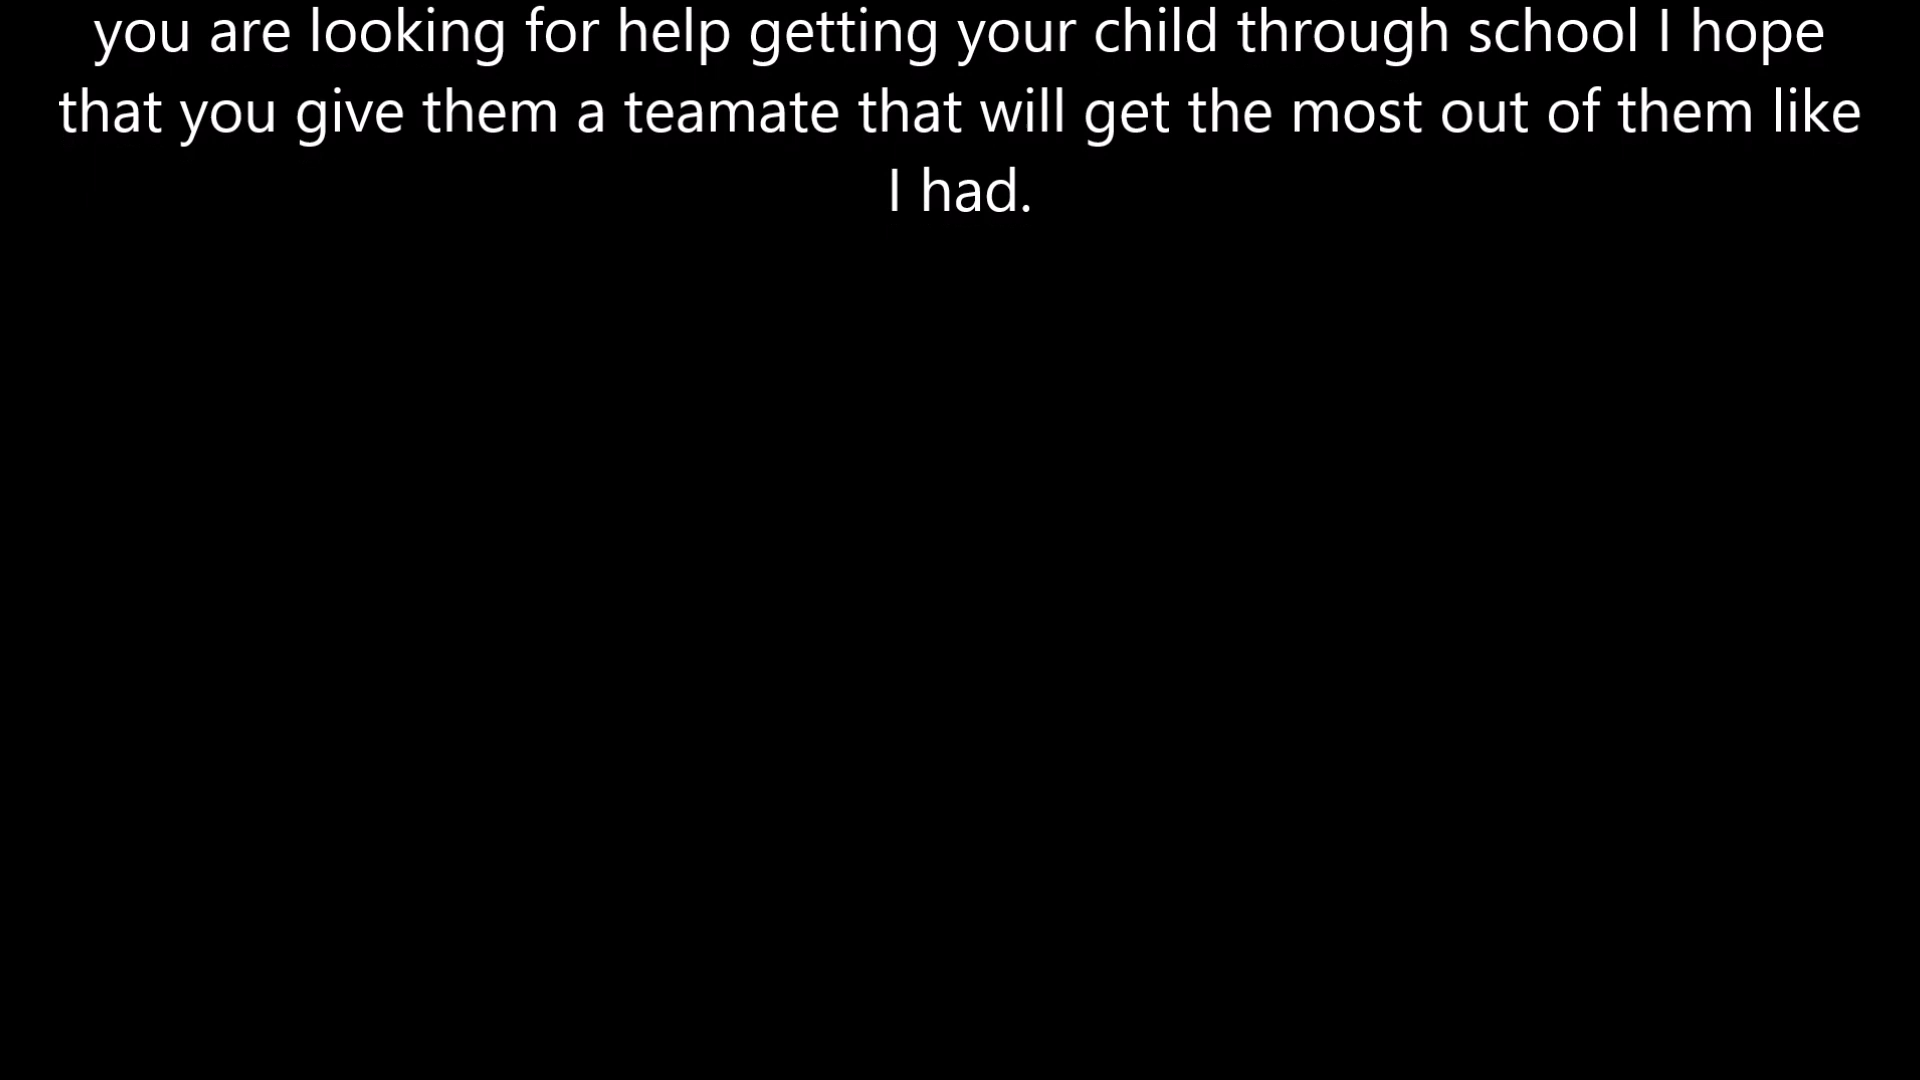 you are looking for help getting your child through school I hope
that you give them a teamate that will get the most out of them like
I had.